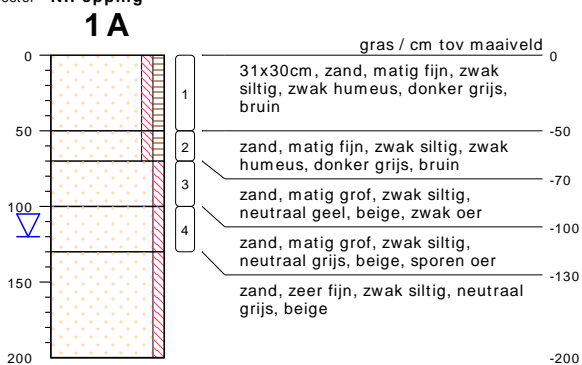 1A
gras / cm tov maaiveld
0
0
31x30cm, zand, matig fijn, zwak
siltig, zwak humeus, donker grijs,
bruin
1
50
-50
2
zand, matig fijn, zwak siltig, zwak
humeus, donker grijs, bruin
-70
3
zand, matig grof, zwak siltig,
neutraal geel, beige, zwak oer
100
-100
4
zand, matig grof, zwak siltig,
neutraal grijs, beige, sporen oer
-130
150
zand, zeer fijn, zwak siltig, neutraal
grijs, beige
200
-200